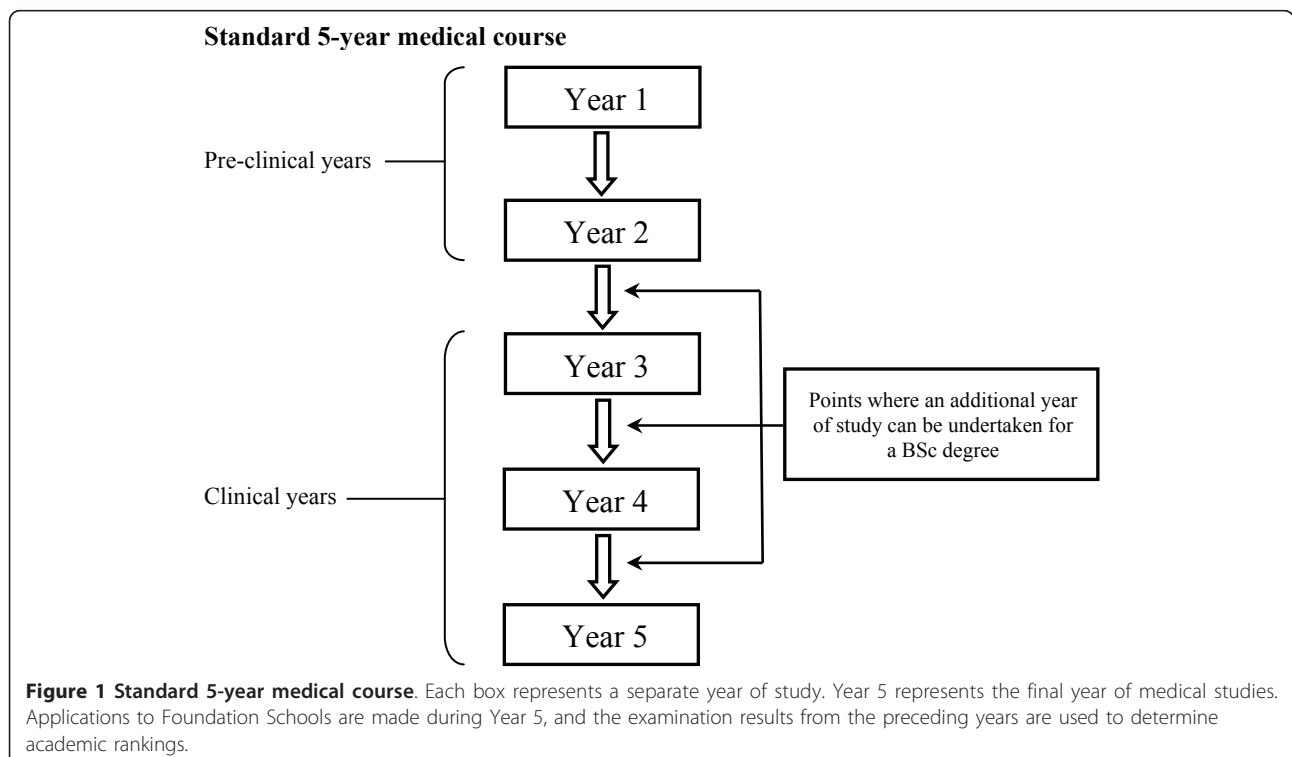 Standard 5-year medical course
Year 1
Pre-clinical years
Year 2
Year 3
Points where an additional year
of study can be undertaken for
a BSc degree
Clinical years
Year 4
Year 5
Figure 1 Standard 5-year medical course. Each box represents a separate year of study. Year 5 represents the final year of medical studies.
Applications to Foundation Schools are made during Year 5, and the examination results from the preceding years are used to determine
academic rankings.